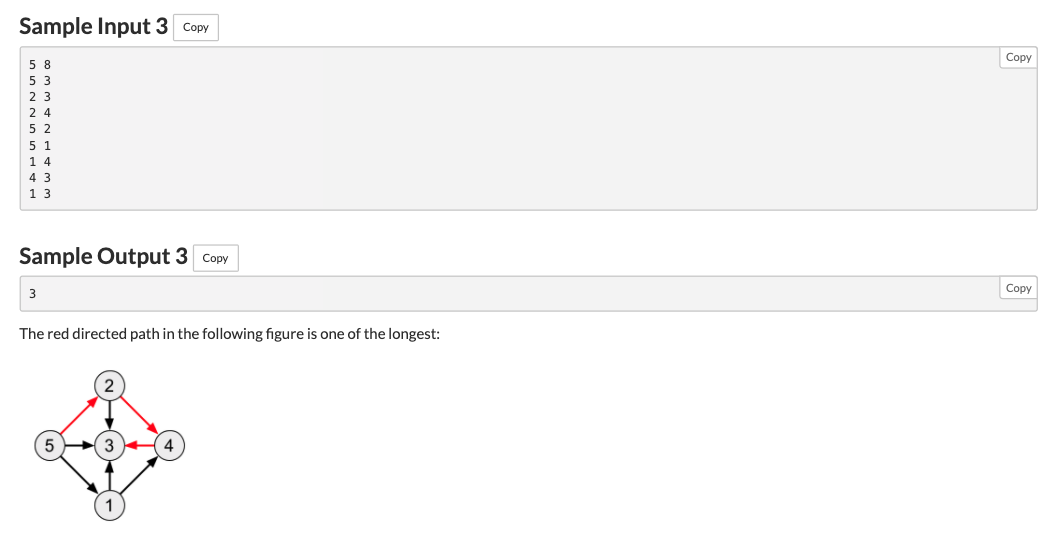 Sample Input 3 Copy
Copy
5 8
5 3
2 3
2 4
5 2
5 1
1 4
4 3
1 3
Sample Output 3 Copy
Copy
3
The red directed path in the following figure is one of the longest:
2
5 3 4
1